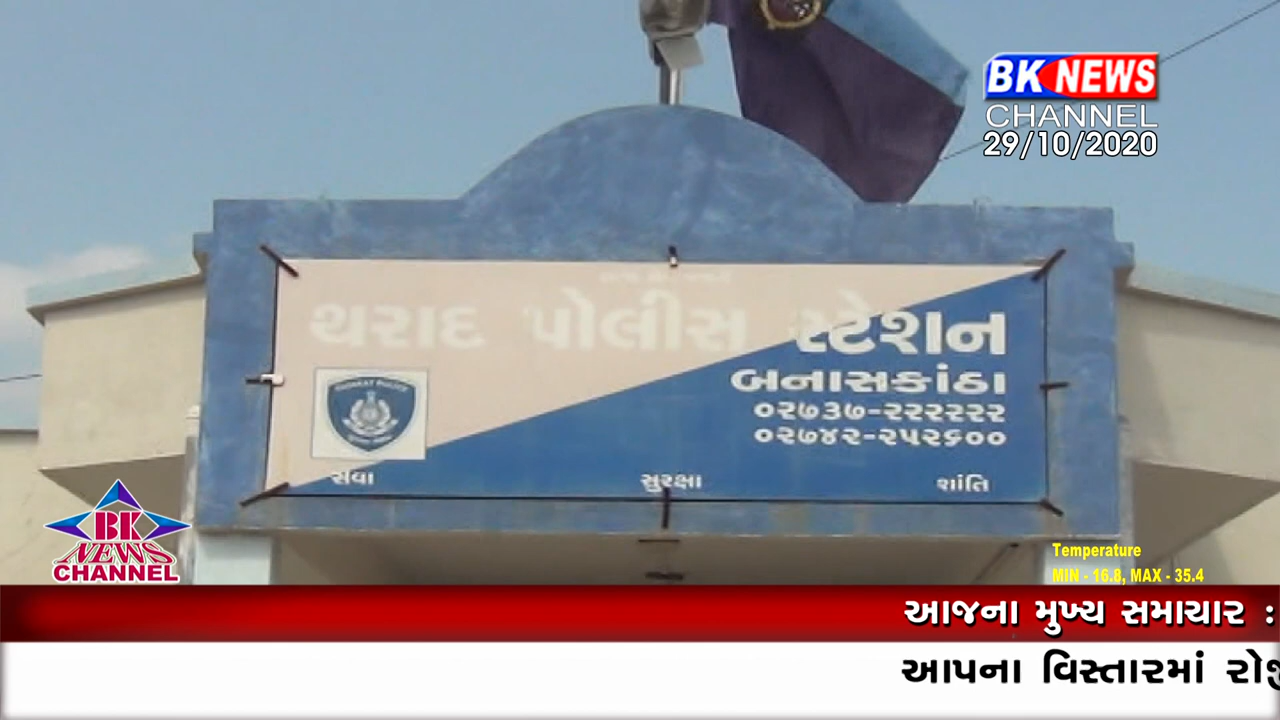 BK NEWS
CHANNEL
29/10/2020
થરાદ પોલીસ સ્ટેશન
બનાસકાંઠા
૦૨૭૩૭-૨૨૨૨૨૨
૦૨૭૪૨-૨૫૨૬૦૦
સેવા સુરક્ષા શાંતિ
BK
NEWS
CHANNEL
Temperature
MIN - 16.8, MAX - 35.4
આજના મુખ્ય સમાચાર :
આપના વિસ્તારમાં